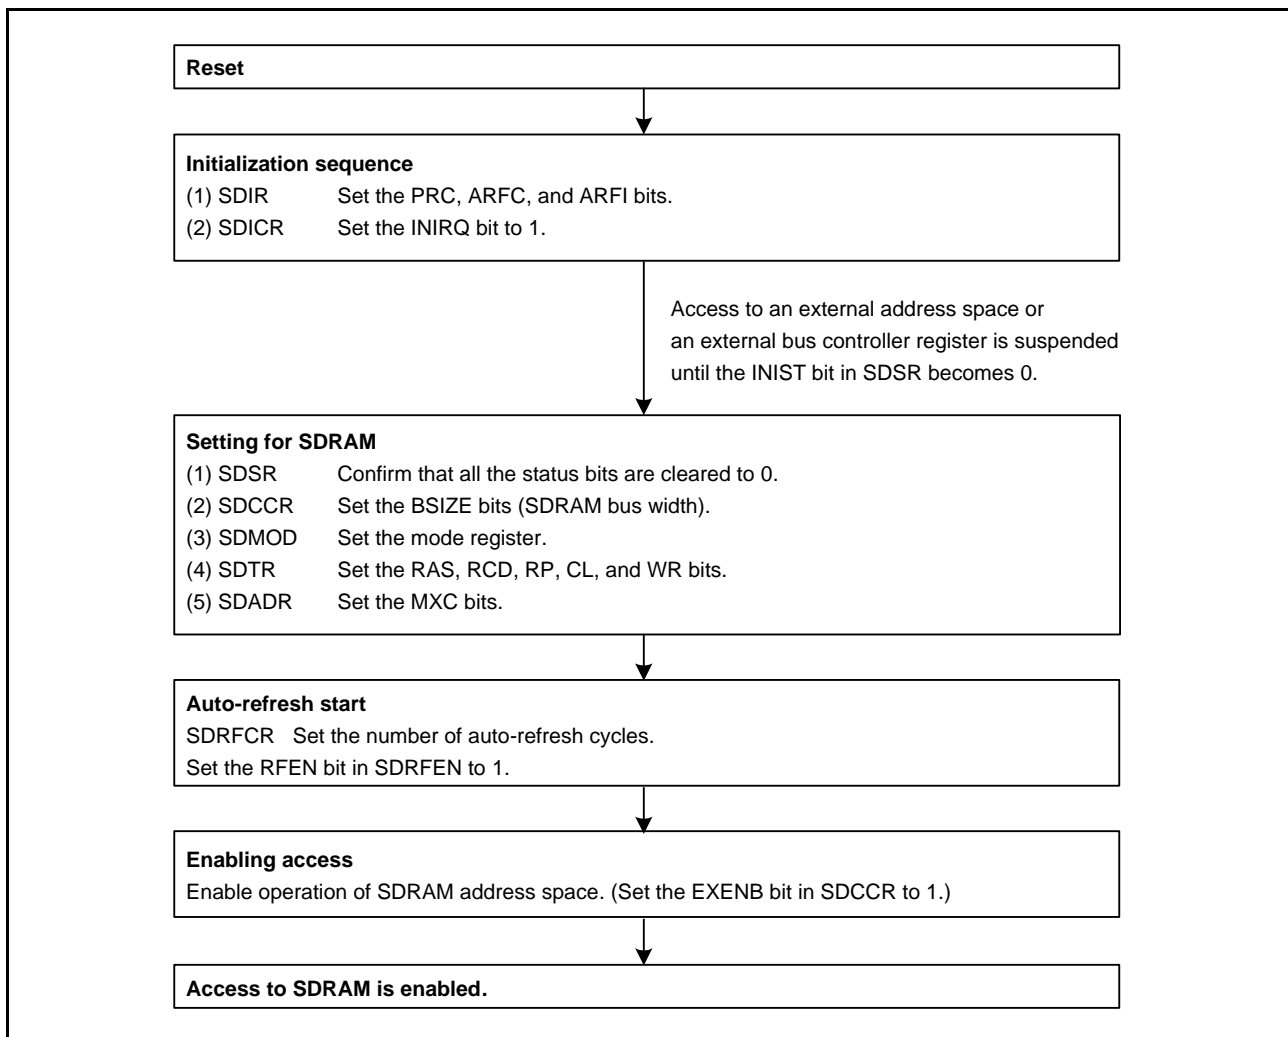 Reset
Initialization sequence
(1) SDIR Set the PRC, ARFC, and ARFI bits.
(2) SDICR Set the INIRQ bit to 1.
Access to an external address space or
an external bus controller register is suspended
until the INIST bit in SDSR becomes 0.
Setting for SDRAM
(1) SDSR Confirm that all the status bits are cleared to 0.
(2) SDCCR Set the BSIZE bits (SDRAM bus width).
(3) SDMOD Set the mode register.
(4) SDTR Set the RAS, RCD, RP, CL, and WR bits.
(5) SDADR Set the MXC bits.
Auto-refresh start
SDRFCR Set the number of auto-refresh cycles.
Set the RFEN bit in SDRFEN to 1.
Enabling access
Enable operation of SDRAM address space. (Set the EXENB bit in SDCCR to 1.)
Access to SDRAM is enabled.